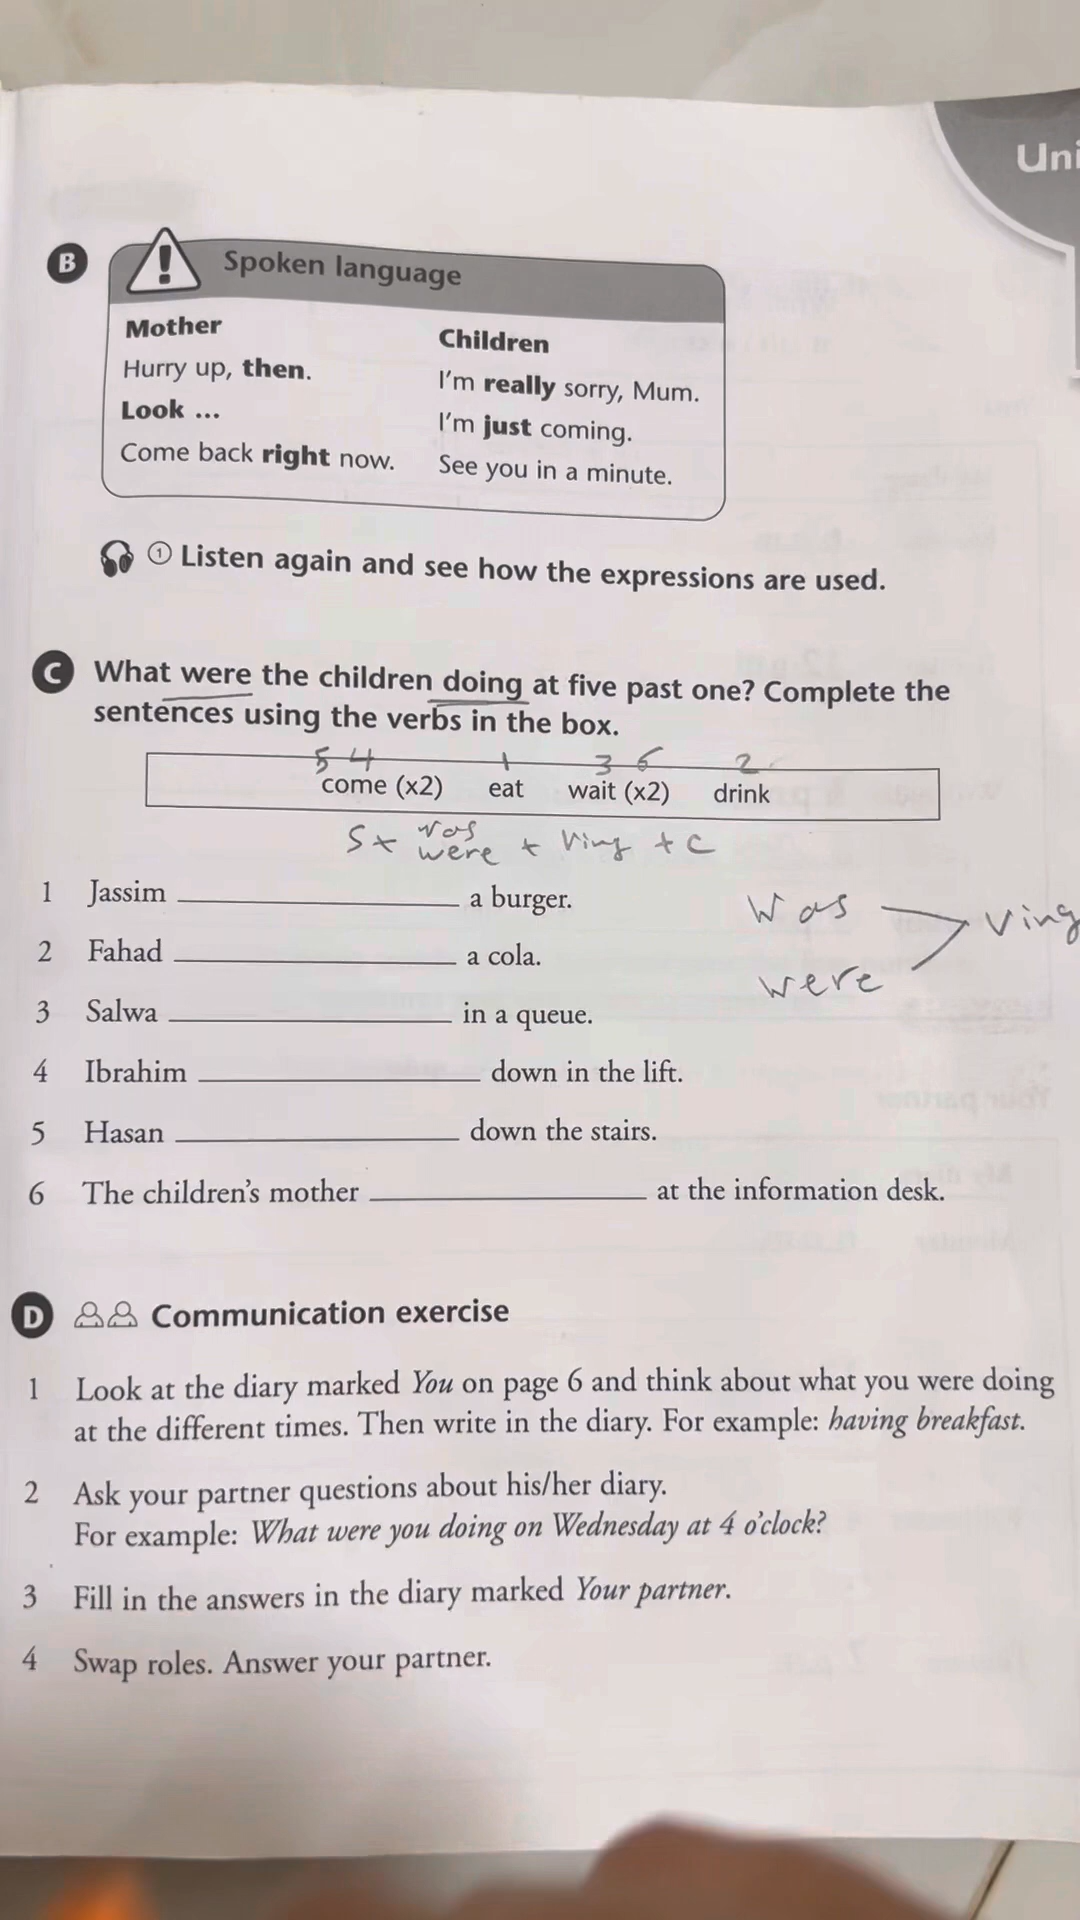 Uni
B
! Spoken language
Mother
Hurry up, then.
Look ...
Come back right now.
Children
I'm really sorry, Mum.
I'm just coming.
See you in a minute.
1 Listen again and see how the expressions are used.
C What were the children doing at five past one? Complete the
sentences using the verbs in the box.
5 4 1 3 6 2
come (x2) eat wait (x2) drink
S + was
were + Ving + C
1 Jassim ____________ a burger.
was
were
Ving
2 Fahad ____________ a cola.
3 Salwa ____________ in a queue.
4 Ibrahim ____________ down in the lift.
5 Hasan ____________ down the stairs.
6 The children's mother ____________ at the information desk.
D Communication exercise
1 Look at the diary marked You on page 6 and think about what you were doing
at the different times. Then write in the diary. For example: having breakfast.
2 Ask your partner questions about his/her diary.
For example: What were you doing on Wednesday at 4 o'clock?
3 Fill in the answers in the diary marked Your partner.
4 Swap roles. Answer your partner.